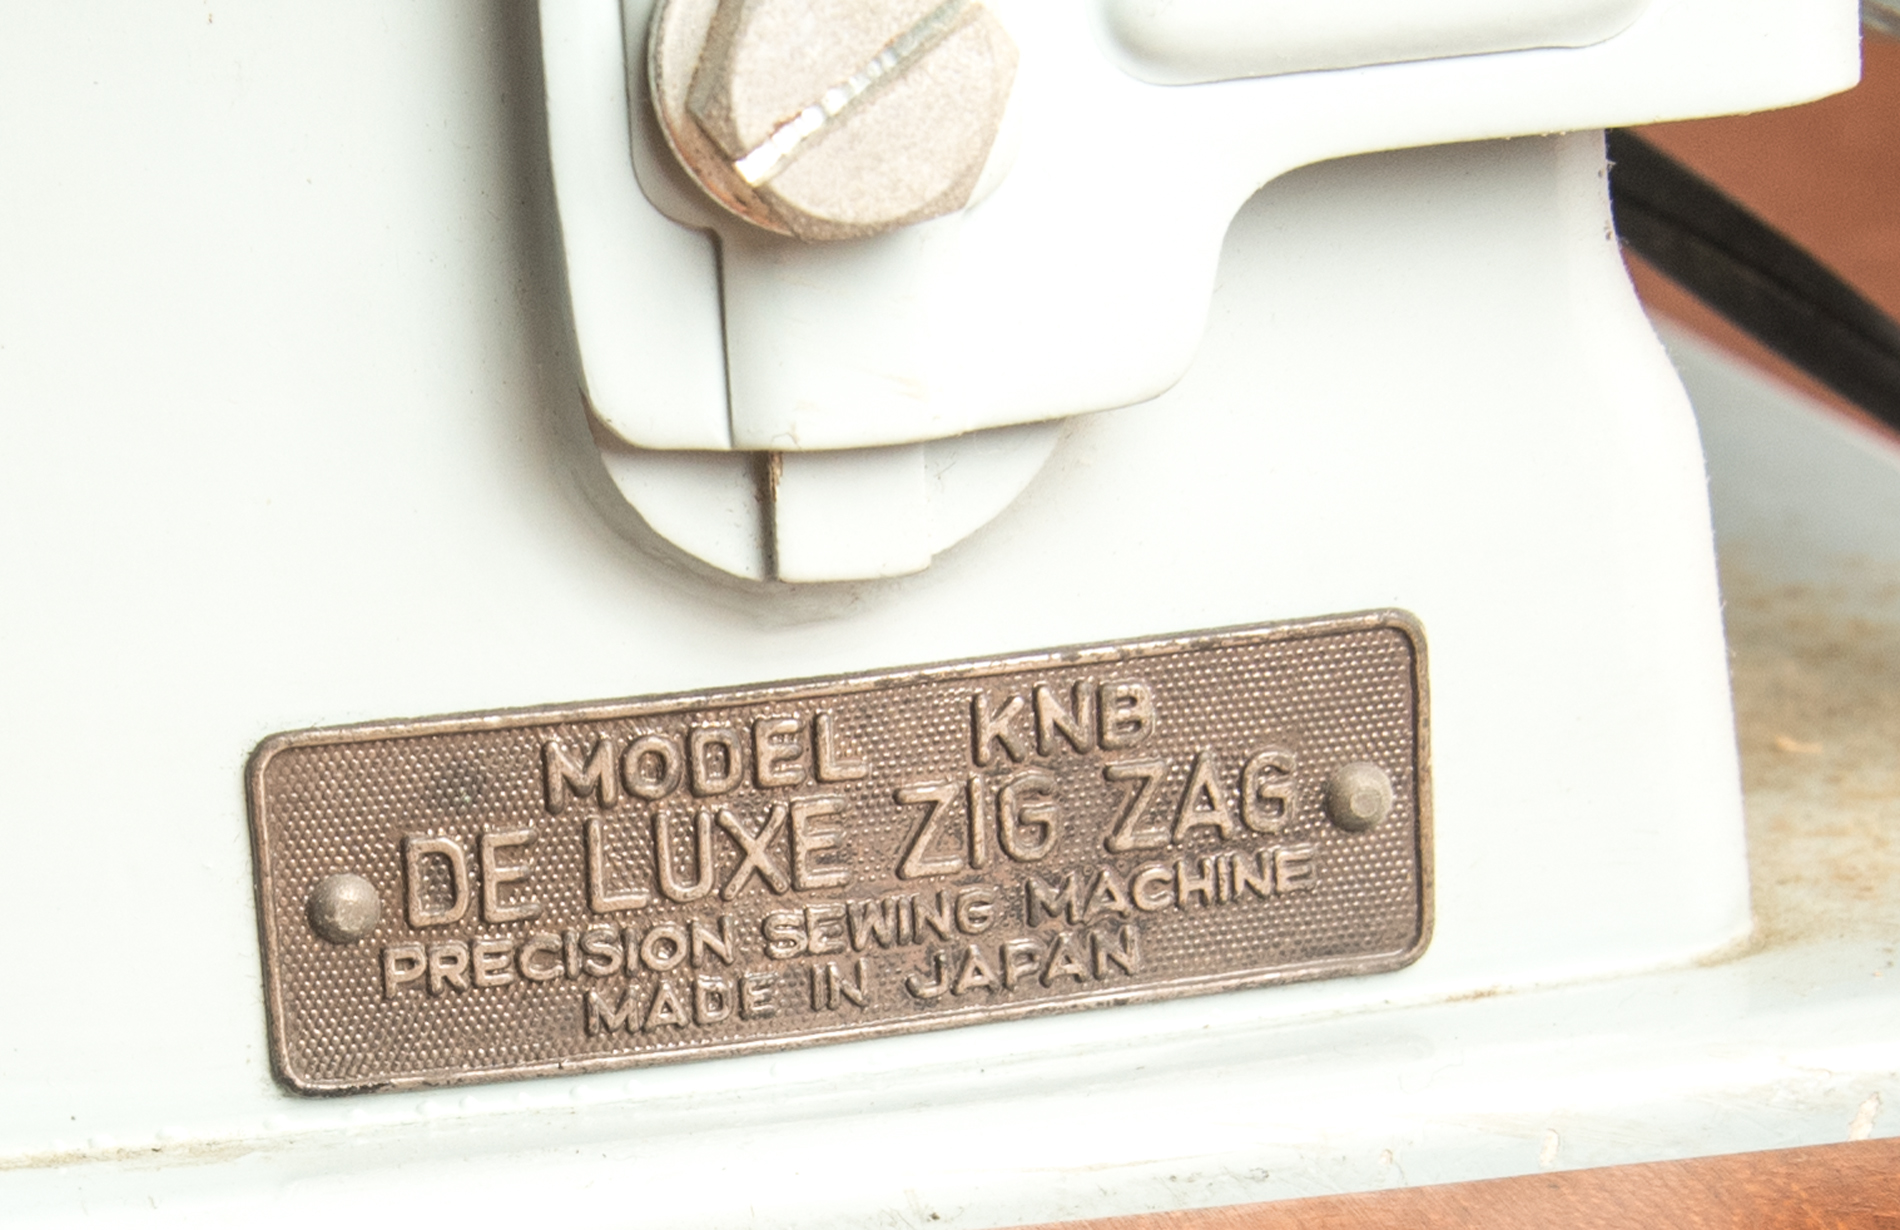 MODEL KNB
DE LUXE ZIG ZAG
PRECISION SEWING MACHINE
MADE IN JAPAN